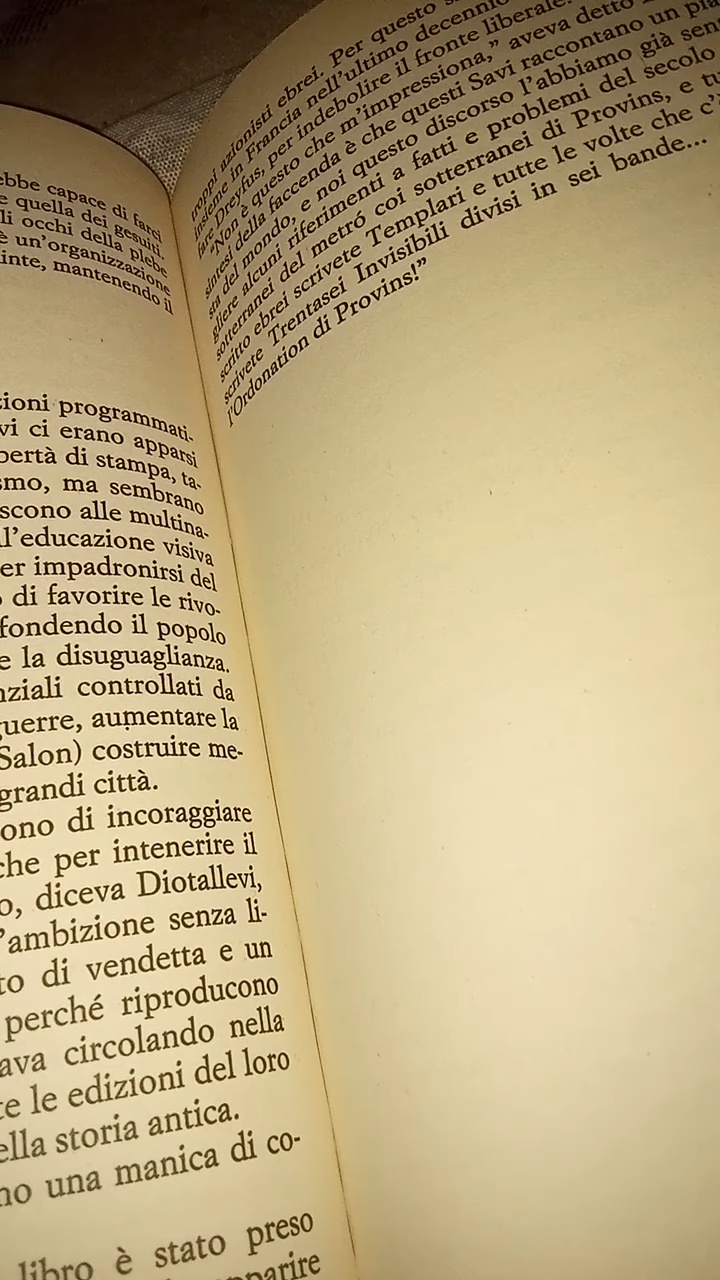 ebbe capace di farci
e quella dei gesuiti.
li occhi della plebe
è un'organizzazione
inte, mantenendo il
zioni programmati-
vi ci erano apparsi
bertà di stampa, ta-
smo, ma sembrano
scono alle multina-
ll'educazione visiva
er impadronirsi del
di favorire le rivo-
fondendo il popolo
e la disuguaglianza.
nziali controllati da
guerre, aumentare la
Salon) costruire me-
grandi città.
ono di incoraggiare
che per intenerire il
o, diceva Diotallevi,
'ambizione senza li-
to di vendetta e un
perché riproducono
ava circolando nella
te le edizioni del loro
ella storia antica.
no una manica di co-
libro è stato preso
apparire
troppi azionisti ebrei. Per questo
insieme in Francia nell'ultimo decennio
fare Dreyfus, per indebolire il fronte liberale.
"Non è questo che m'impressiona," aveva detto
sintesi della faccenda è che questi Savi raccontano un
sta del mondo, e noi questo discorso l'abbiamo già
gliere alcuni riferimenti a fatti e problemi del secolo
sotterranei del metró coi sotterranei di Provins, e
scritto ebrei scrivete Templari e tutte le volte che
scrivete Trentasei Invisibili divisi in sei bande...
l'Ordonation di Provins!"